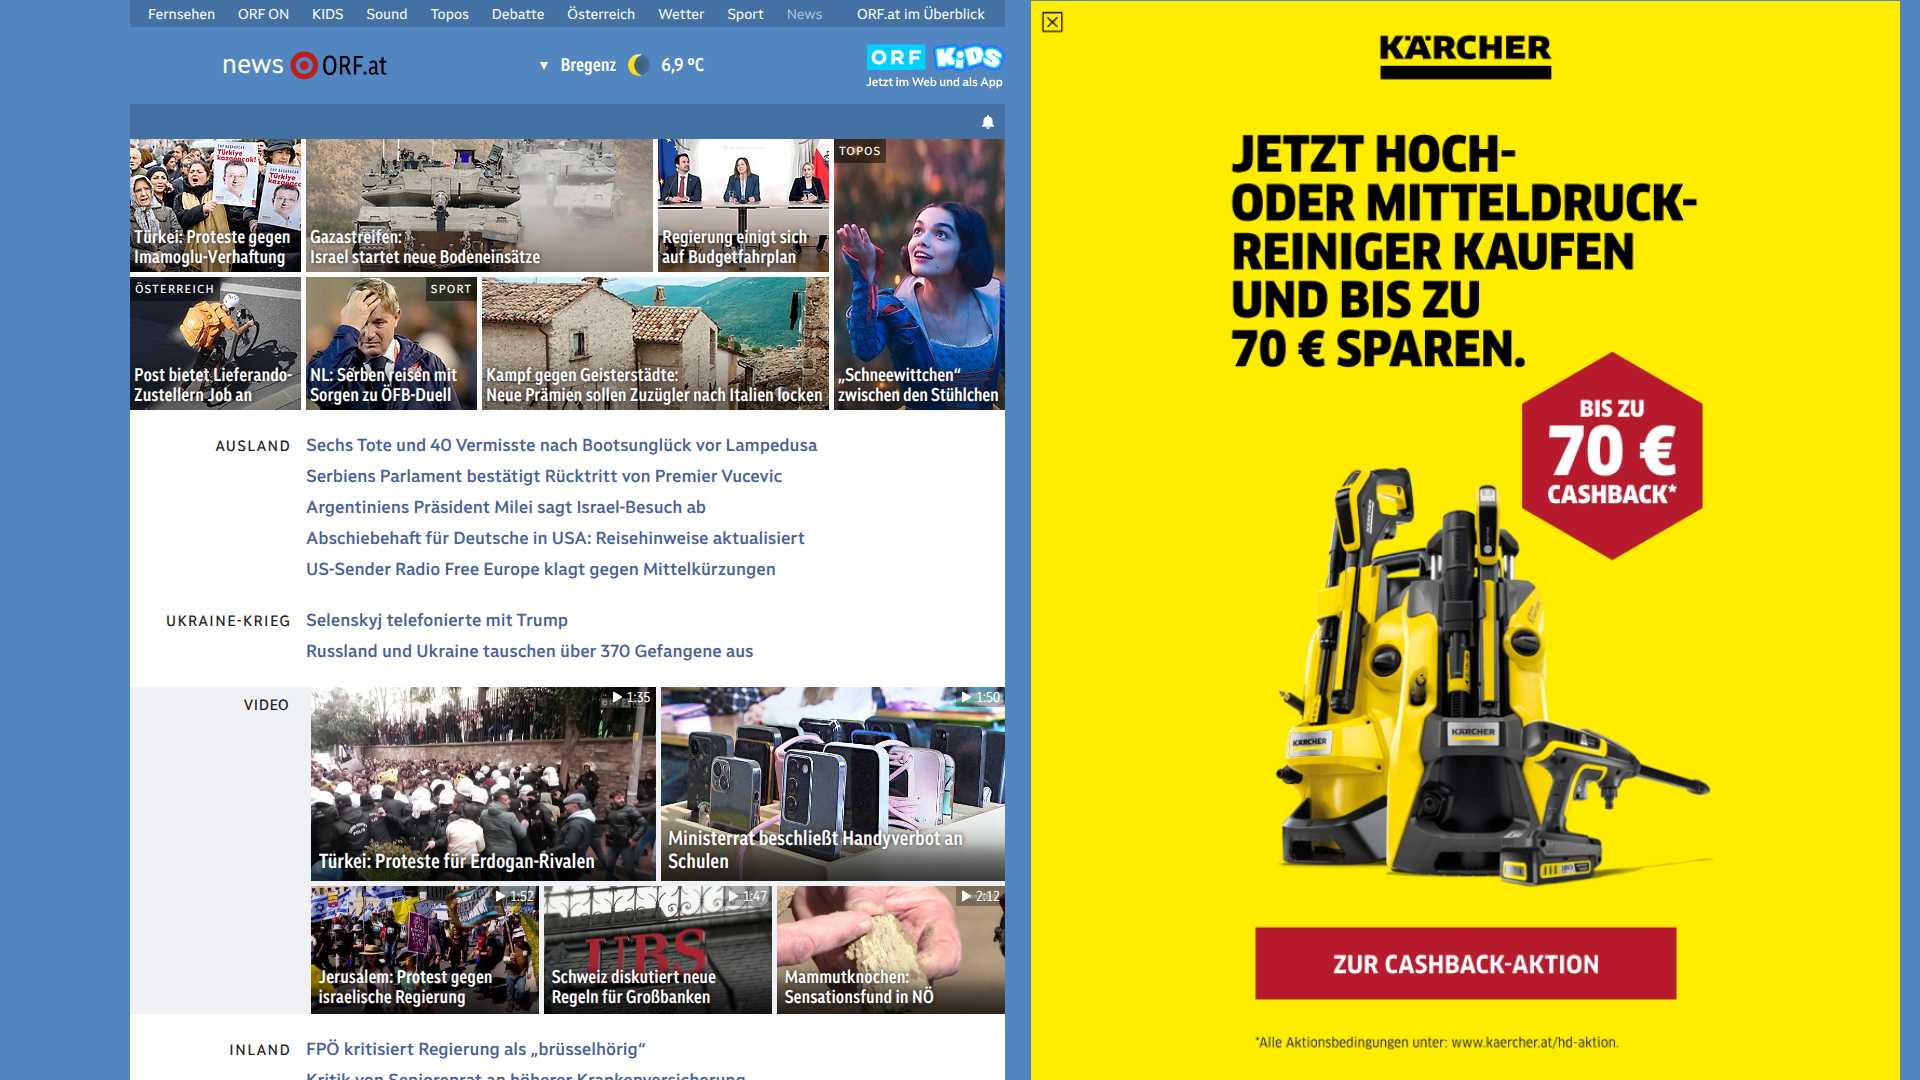 Fernsehen ORF ON KIDS Sound Topos Debatte Österreich Wetter Sport News ORF.at im Überblick
news ORF.at
Bregenz 6,9 °C
ORF KiDS
Jetzt im Web und als App
Türkiye kazanacak!
Türkei: Proteste gegen
Imamoglu-Verhaftung
Gazastreifen:
Israel startet neue Bodeneinsätze
Regierung einigt sich
auf Budgetfahrplan
TOPOS
„Schneewittchen“
zwischen den Stühlchen
ÖSTERREICH
Post bietet Lieferando-
Zustellern Job an
SPORT
NL: Serben reisen mit
Sorgen zu ÖFB-Duell
Kampf gegen Geisterstädte:
Neue Prämien sollen Zuzügler nach Italien locken
AUSLAND
Sechs Tote und 40 Vermisste nach Bootsunglück vor Lampedusa
Serbiens Parlament bestätigt Rücktritt von Premier Vucevic
Argentiniens Präsident Milei sagt Israel-Besuch ab
Abschiebehaft für Deutsche in USA: Reisehinweise aktualisiert
US-Sender Radio Free Europe klagt gegen Mittelkürzungen
UKRAINE-KRIEG
Selenskyj telefonierte mit Trump
Russland und Ukraine tauschen über 370 Gefangene aus
VIDEO
1:35
Türkei: Proteste für Erdogan-Rivalen
1:50
Ministerrat beschließt Handyverbot an
Schulen
1:52
Jerusalem: Protest gegen
israelische Regierung
1:47
UBS
Schweiz diskutiert neue
Regeln für Großbanken
2:12
Mammutknochen:
Sensationsfund in NÖ
INLAND
FPÖ kritisiert Regierung als „brüsselhörig“
Kritik von Seniorenrat an höherer Krankenversicherung
KÄRCHER
JETZT HOCH-
ODER MITTELDRUCK-
REINIGER KAUFEN
UND BIS ZU
70 € SPAREN.
BIS ZU
70 €
CASHBACK*
KÄRCHER
KÄRCHER
ZUR CASHBACK-AKTION
*Alle Aktionsbedingungen unter: www.kaercher.at/hd-aktion.